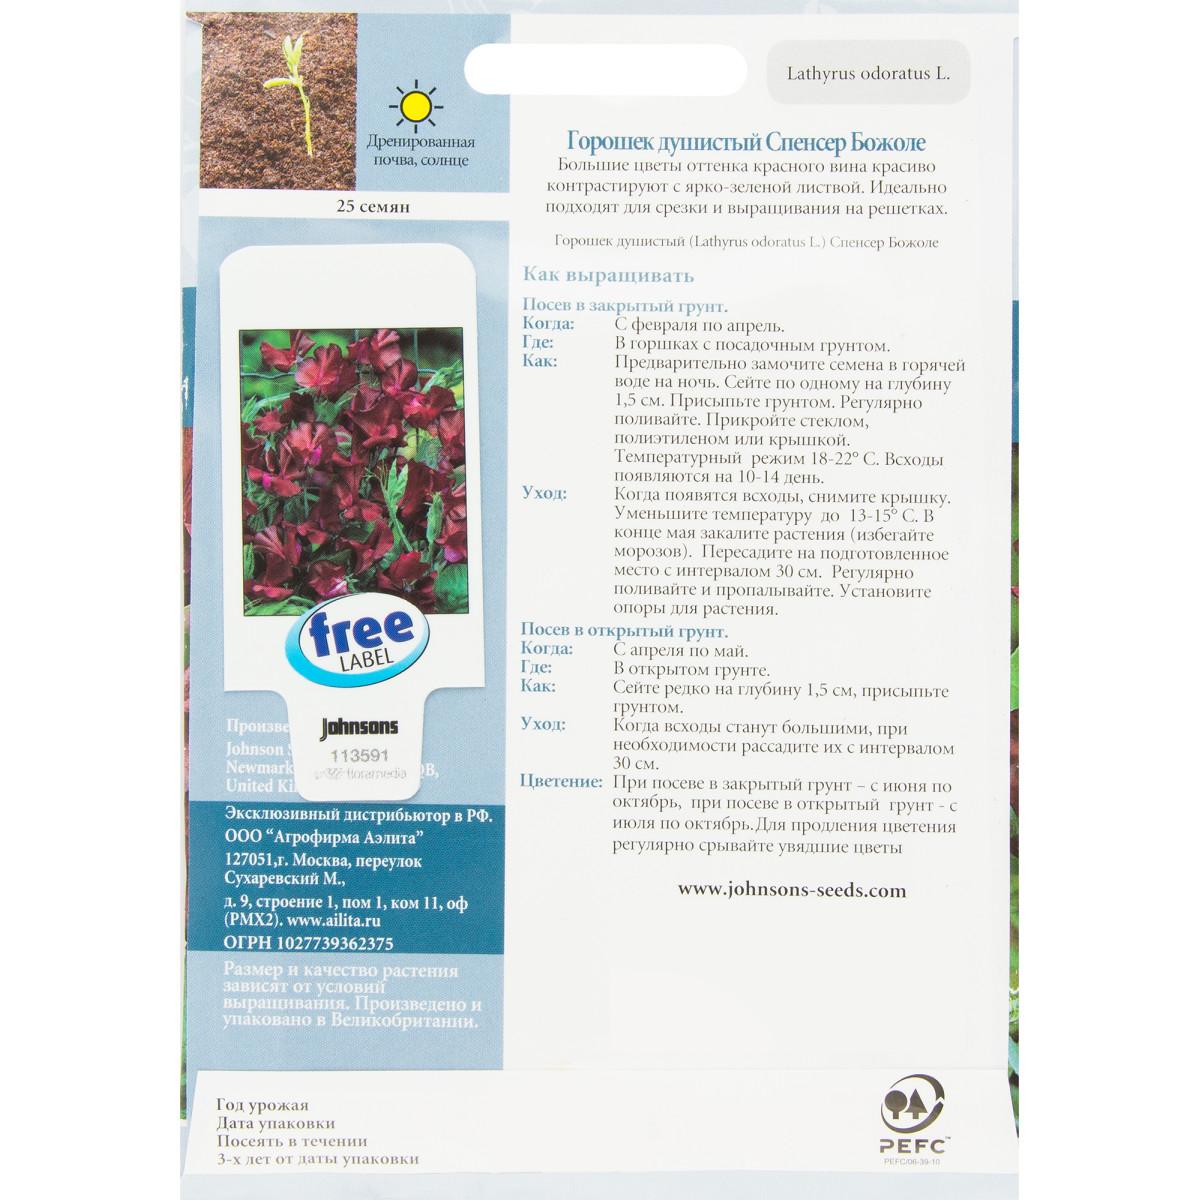 Lathyrus odoratus L.
Дренированная
почва, солнце
25 семян
Горошек душистый Спенсер Божоле
Большие цветы оттенка красного вина красиво
контрастируют с ярко-зеленой листвой. Идеально
подходят для срезки и выращивания на решетках.
Горошек душистый (Lathyrus odoratus L.) Спенсер Божоле
Как выращивать
Посев в закрытый грунт.
Когда: С февраля по апрель.
Где: В горшках с посадочным грунтом.
Как: Предварительно замочите семена в горячей
воде на ночь. Сейте по одному на глубину
1,5 см. Присыпьте грунтом. Регулярно
поливайте. Прикройте стеклом,
полиэтиленом или крышкой.
Температурный режим 18-22° С. Всходы
появляются на 10-14 день.
Уход: Когда появятся всходы, снимите крышку.
Уменьшите температуру до 13-15° С. В
конце мая закалите растения (избегайте
морозов). Пересадите на подготовленное
место с интервалом 30 см. Регулярно
поливайте и пропалывайте. Установите
опоры для растения.
Посев в открытый грунт.
Когда: С апреля по май.
Где: В открытом грунте.
Как: Сейте редко на глубину 1,5 см, присыпьте
грунтом.
Уход: Когда всходы станут большими, при
необходимости рассадите их с интервалом
30 см.
Цветение: При посеве в закрытый грунт – с июня по
октябрь, при посеве в открытый грунт - с
июля по октябрь.Для продления цветения
регулярно срывайте увядшие цветы
www.johnsons-seeds.com
free
LABEL
Johnsons
113591
floramedia
Произве
Johnson S
Newmark QB,
United Ki
Эксклюзивный дистрибьютор в РФ.
ООО “Агрофирма Аэлита”
127051,г. Москва, переулок
Сухаревский М.,
д. 9, строение 1, пом 1, ком 11, оф
(РМХ2). www.ailita.ru
ОГРН 1027739362375
Размер и качество растения
зависят от условий
выращивания. Произведено и
упаковано в Великобритании.
Год урожая
Дата упаковки
Посеять в течении
3-х лет от даты упаковки
PEFC™
PEFC/06-39-10